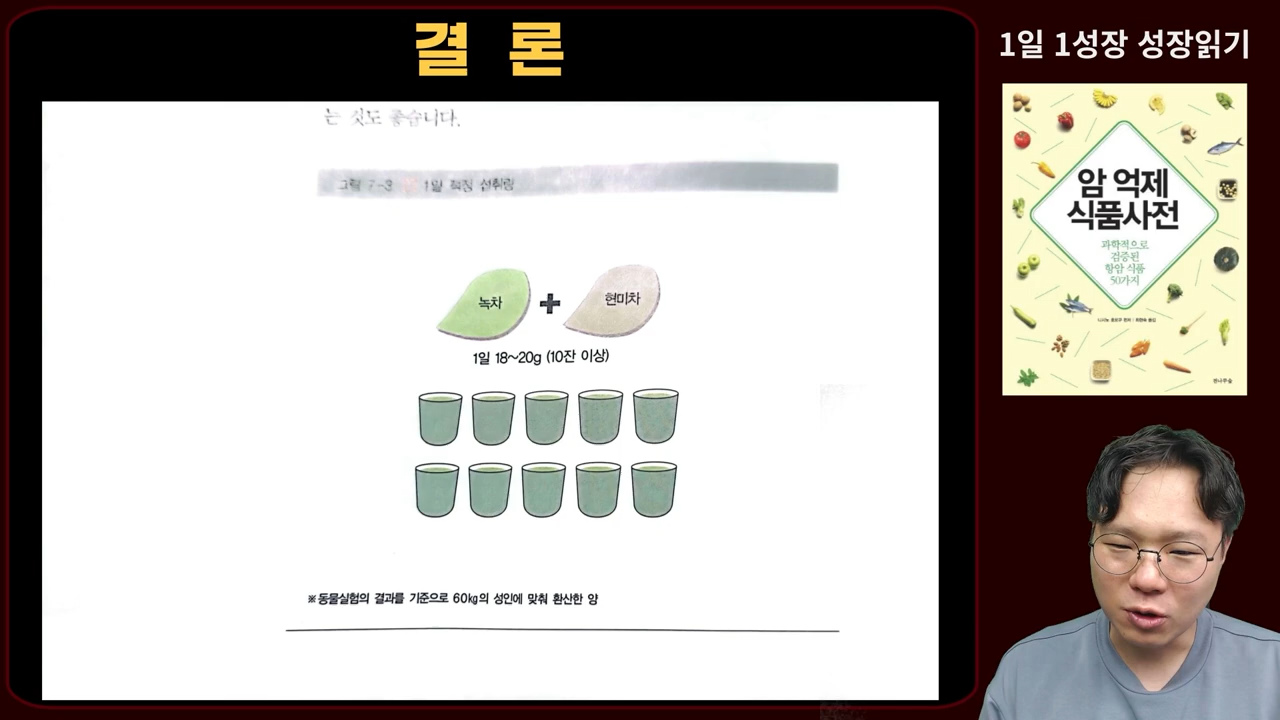 결 론
1일 1성장 성장읽기
는 것도 좋습니다.
그림 7-3 1일 적정 섭취량
녹차
현미차
1일 18~20g (10잔 이상)
※ 동물실험의 결과를 기준으로 60kg의 성인에 맞춰 환산한 양
암 억제
식품사전
과학적으로
검증된
항암 식품
50가지